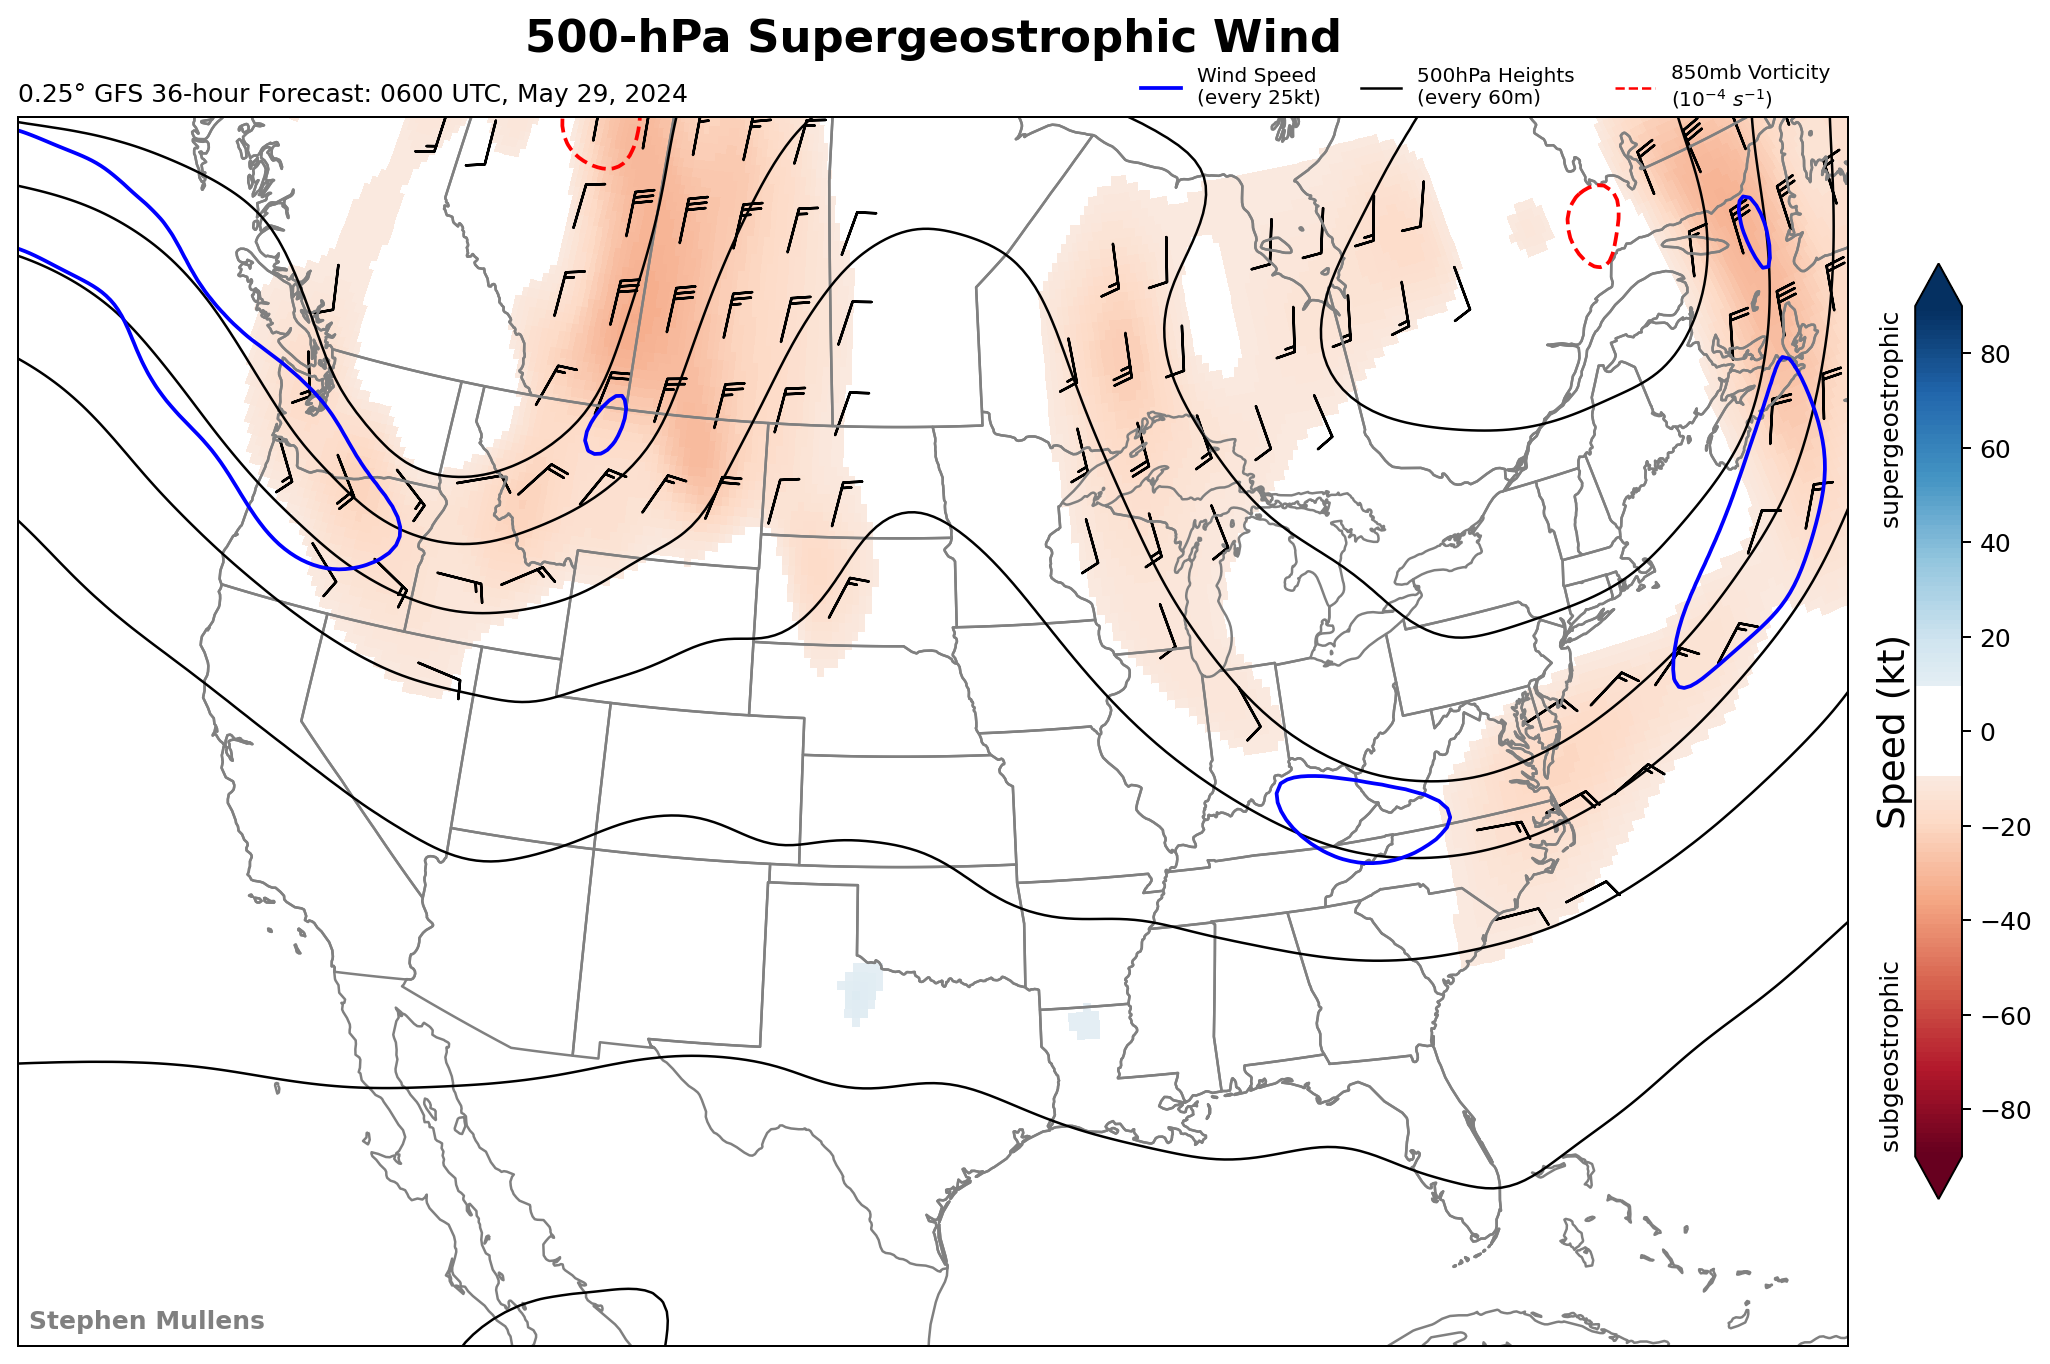 500-hPa Supergeostrophic Wind
0.25° GFS 36-hour Forecast: 0600 UTC, May 29, 2024
Wind Speed
(every 25kt)
500hPa Heights
(every 60m)
850mb Vorticity
(10⁻⁴ s⁻¹)
supergeostrophic
Speed (kt)
subgeostrophic
80
60
40
20
0
−20
−40
−60
−80
Stephen Mullens